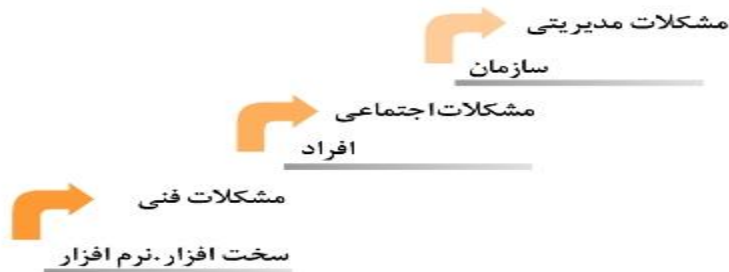 مشکلات مدیریتی
سازمان
مشکلات اجتماعی
افراد
مشکلات فنی
سخت افزار.نرم افزار